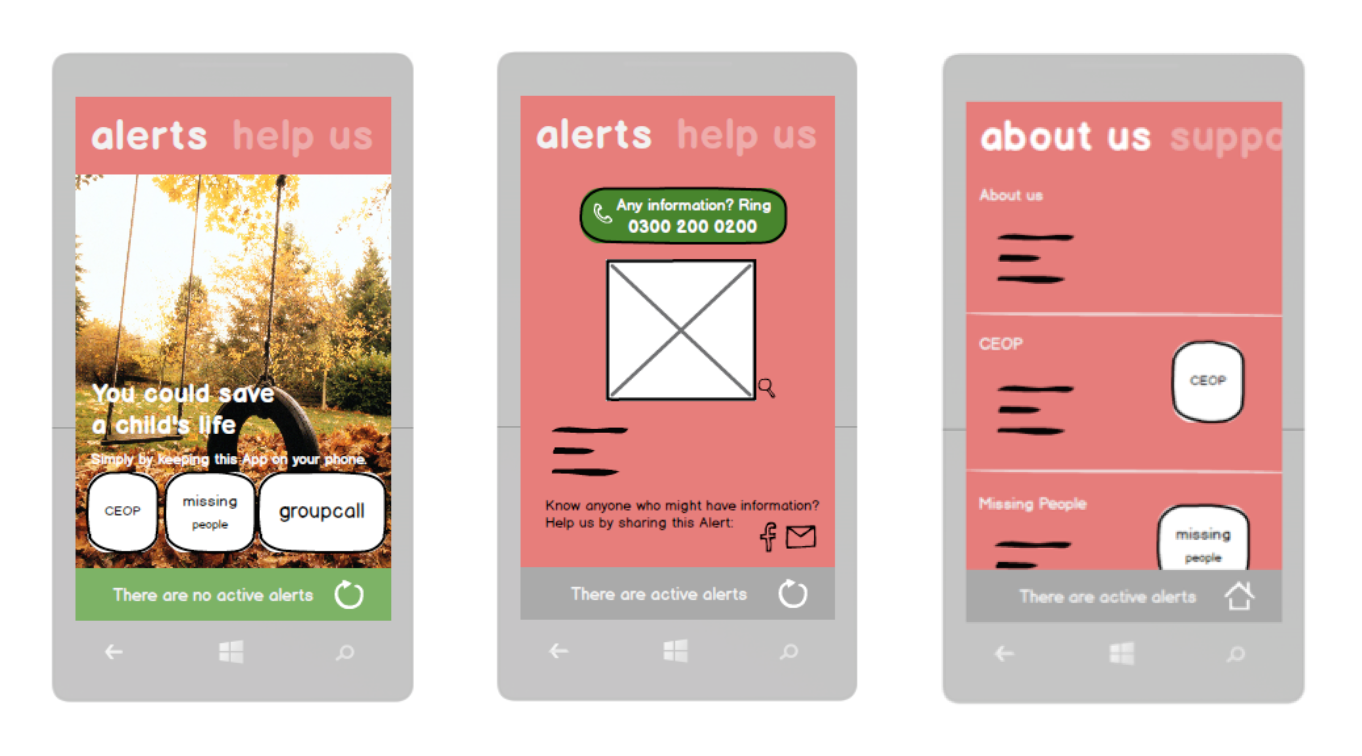 alerts help us
You could save
a child's life
Simply by keeping this App on your phone.
CEOP
missing
people
groupcall
There are no active alerts
alerts help us
Any information? Ring
0300 200 0200
Know anyone who might have information?
Help us by sharing this Alert:
There are active alerts
about us suppo
About us
CEOP
CEOP
Missing People
missing
people
There are active alerts